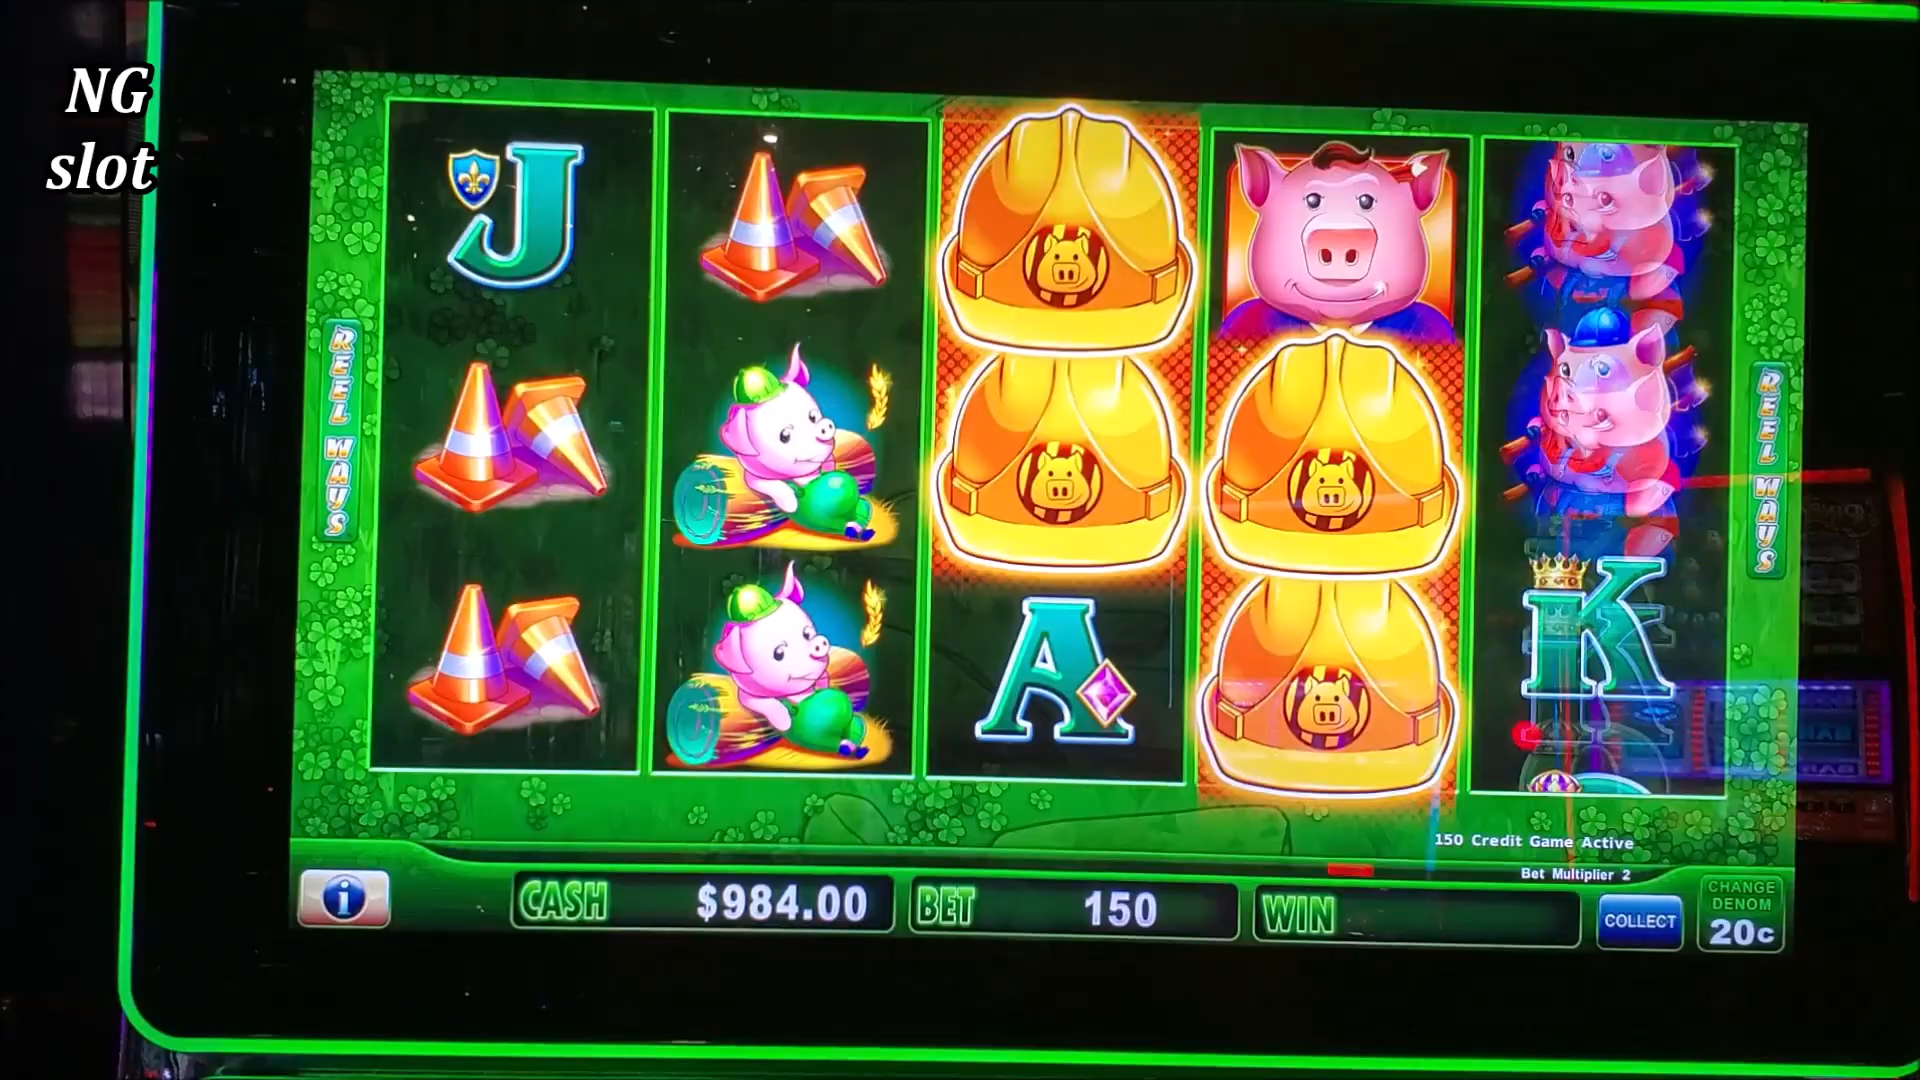 NG
slot
J
REEL WAYS
REEL WAYS
A
K
150 Credit Game Active
Bet Multiplier 2
CASH $984.00
BET 150
WIN
COLLECT
CHANGE
DENOM
20c